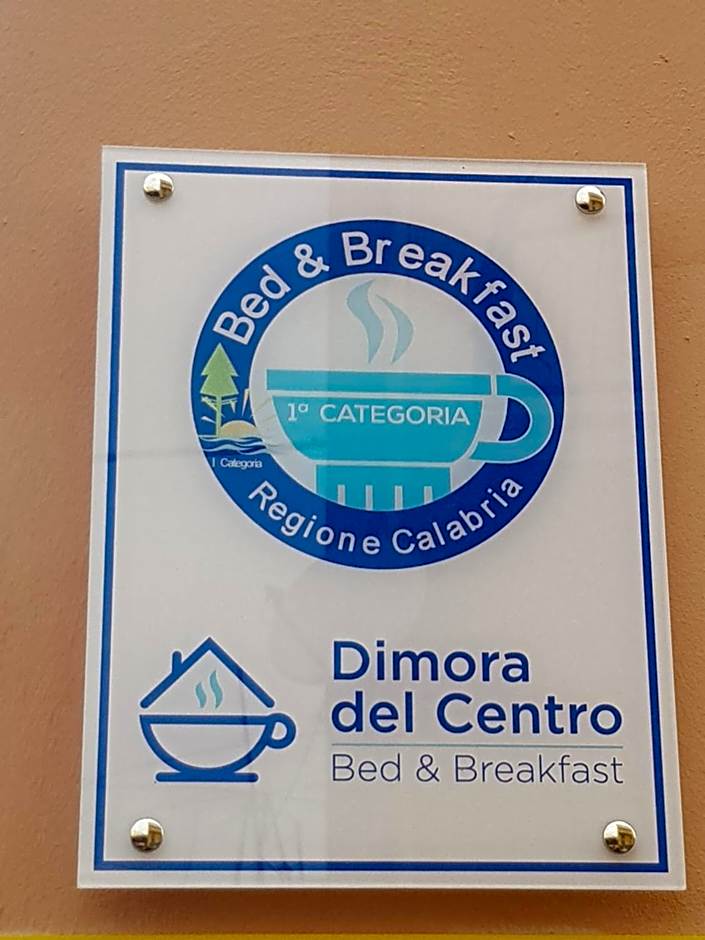 Bed & Breakfast
1ª CATEGORIA
I Categoria
Regione Calabria
Dimora
del Centro
Bed & Breakfast